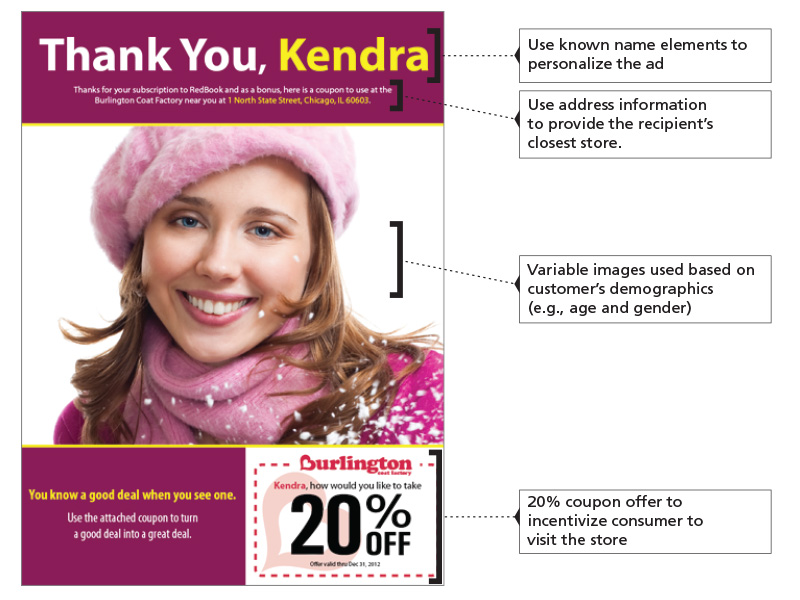 Thank You, Kendra
Thanks for your subscription to RedBook and as a bonus, here is a coupon to use at the
Burlington Coat Factory near you at 1 North State Street, Chicago, IL 60603.
Use known name elements to
personalize the ad
Use address information
to provide the recipient's
closest store.
Variable images used based on
customer's demographics
(e.g., age and gender)
You know a good deal when you see one.
Use the attached coupon to turn
a good deal into a great deal.
Burlington
coat factory
Kendra, how would you like to take
20% OFF
Offer valid thru Dec 31, 2012
20% coupon offer to
incentivize consumer to
visit the store